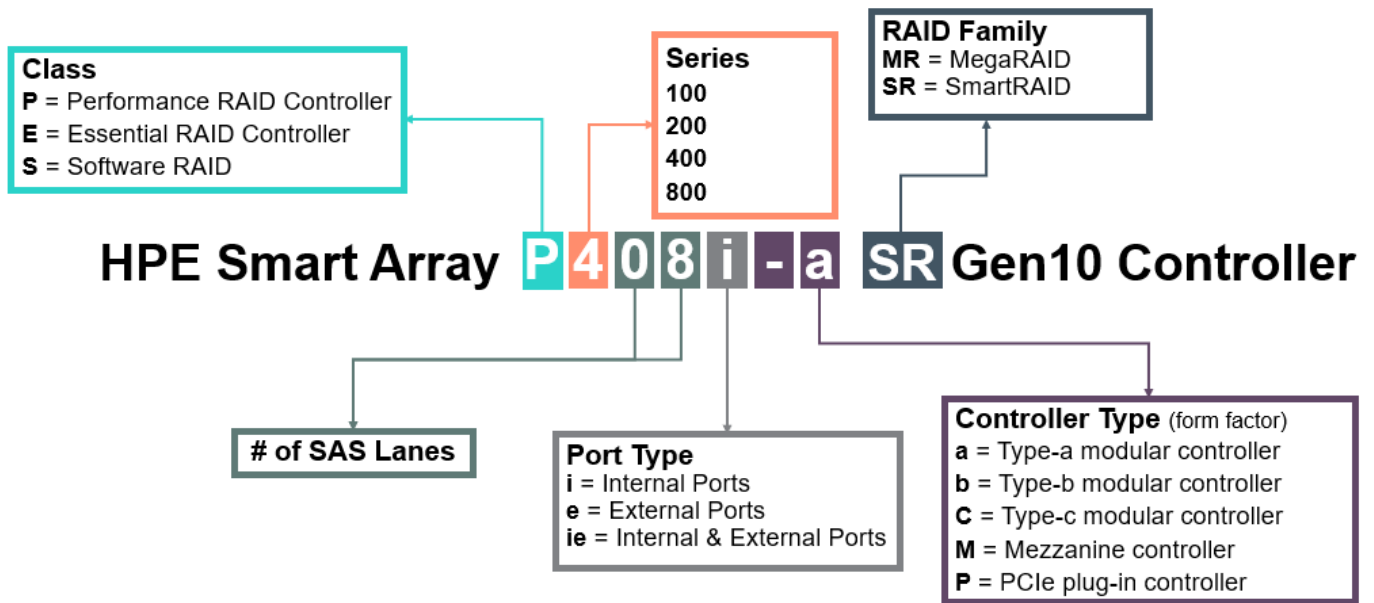 Class
P = Performance RAID Controller
E = Essential RAID Controller
S = Software RAID
Series
100
200
400
800
RAID Family
MR = MegaRAID
SR = SmartRAID
HPE Smart Array P408i-a SR Gen10 Controller
# of SAS Lanes
Port Type
i = Internal Ports
e = External Ports
ie = Internal & External Ports
Controller Type (form factor)
a = Type-a modular controller
b = Type-b modular controller
C = Type-c modular controller
M = Mezzanine controller
P = PCIe plug-in controller